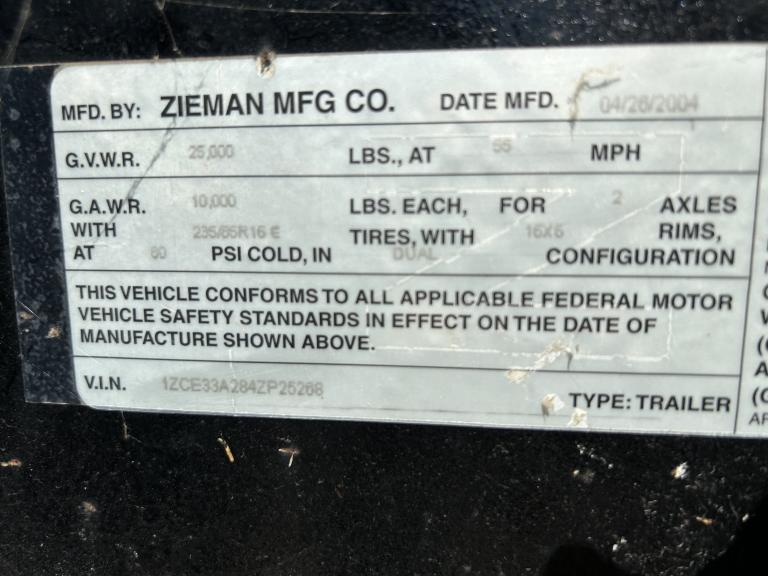 MFD. BY: ZIEMAN MFG CO. DATE MFD. 04/26/2004
G.V.W.R. 25,000 LBS., AT 55 MPH
G.A.W.R. 10,000 LBS. EACH, FOR 2 AXLES
WITH 235/85R16 E TIRES, WITH 16X6 RIMS,
AT 80 PSI COLD, IN DUAL CONFIGURATION
THIS VEHICLE CONFORMS TO ALL APPLICABLE FEDERAL MOTOR
VEHICLE SAFETY STANDARDS IN EFFECT ON THE DATE OF
MANUFACTURE SHOWN ABOVE.
V.I.N. 1ZCE33A284ZP25268 TYPE: TRAILER